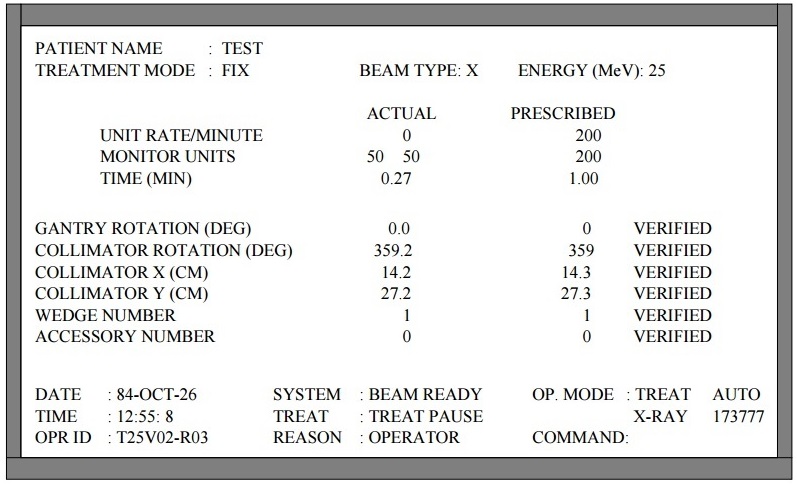 PATIENT NAME : TEST
TREATMENT MODE : FIX BEAM TYPE: X ENERGY (MeV): 25
ACTUAL PRESCRIBED
UNIT RATE/MINUTE 0 200
MONITOR UNITS 50 50 200
TIME (MIN) 0.27 1.00
GANTRY ROTATION (DEG) 0.0 0 VERIFIED
COLLIMATOR ROTATION (DEG) 359.2 359 VERIFIED
COLLIMATOR X (CM) 14.2 14.3 VERIFIED
COLLIMATOR Y (CM) 27.2 27.3 VERIFIED
WEDGE NUMBER 1 1 VERIFIED
ACCESSORY NUMBER 0 0 VERIFIED
DATE : 84-OCT-26 SYSTEM : BEAM READY OP. MODE : TREAT AUTO
TIME : 12:55: 8 TREAT : TREAT PAUSE X-RAY 173777
OPR ID : T25V02-R03 REASON : OPERATOR COMMAND: